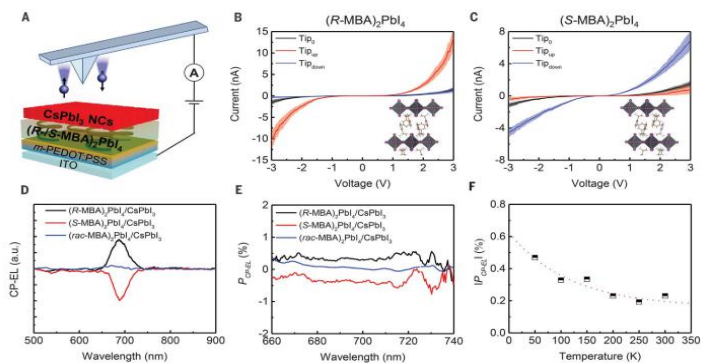 A
A
CsPbI3 NCs
(R-/S-MBA)2PbI4
m-PEDOT:PSS
ITO
B
(R-MBA)2PbI4
Tip0
Tipup
Tipdown
Current (nA)
15
10
5
0
-5
-10
-15
-3 -2 -1 0 1 2 3
Voltage (V)
C
(S-MBA)2PbI4
Tip0
Tipup
Tipdown
Current (nA)
8
4
0
-4
-8
-3 -2 -1 0 1 2 3
Voltage (V)
D
(R-MBA)2PbI4/CsPbI3
(S-MBA)2PbI4/CsPbI3
(rac-MBA)2PbI4/CsPbI3
CP-EL (a.u.)
500 600 700 800 900
Wavelength (nm)
E
(R-MBA)2PbI4/CsPbI3
(S-MBA)2PbI4/CsPbI3
(rac-MBA)2PbI4/CsPbI3
PCP-EL (%)
2
1
0
-1
-2
660 680 700 720 740
Wavelength (nm)
F
|PCP-EL| (%)
0.8
0.6
0.4
0.2
0.0
0 50 100 150 200 250 300 350
Temperature (K)